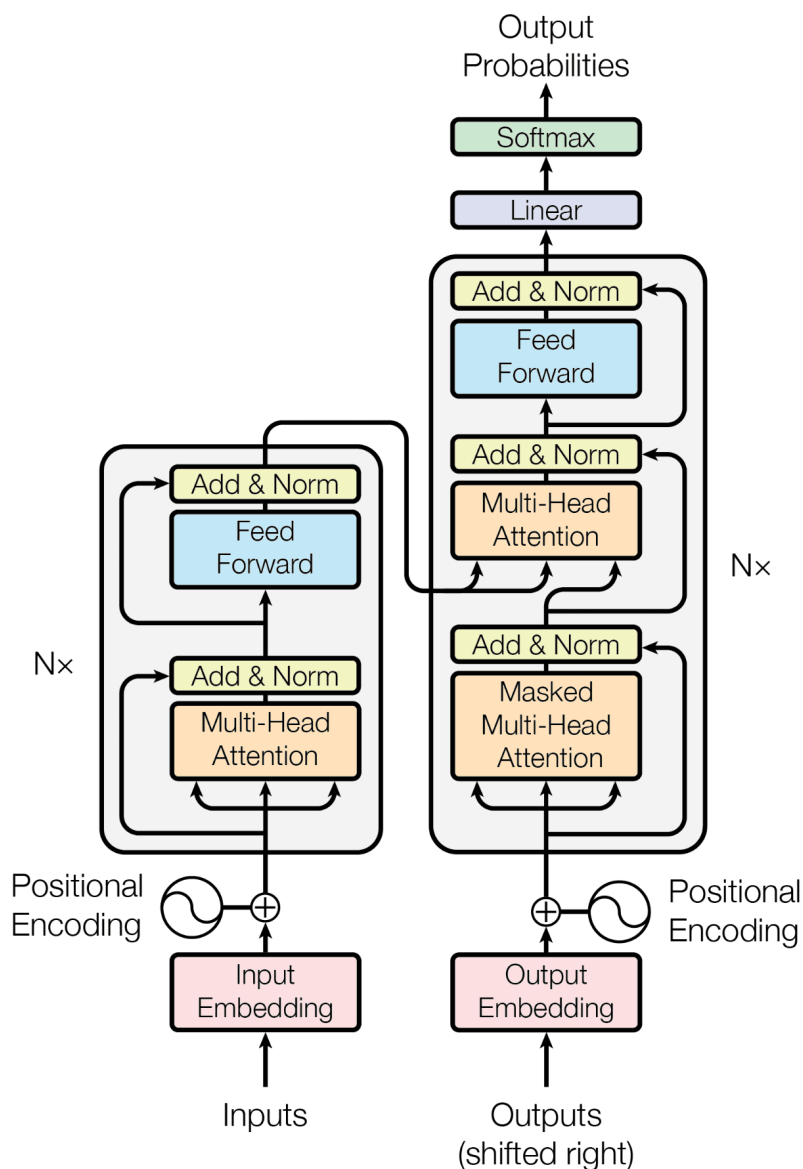 Output
Probabilities
Softmax
Linear
Add & Norm
Feed
Forward
Add & Norm
Multi-Head
Attention
Add & Norm
Masked
Multi-Head
Attention
Nx
Add & Norm
Feed
Forward
Add & Norm
Multi-Head
Attention
Nx
Positional
Encoding
Positional
Encoding
Input
Embedding
Output
Embedding
Inputs
Outputs
(shifted right)